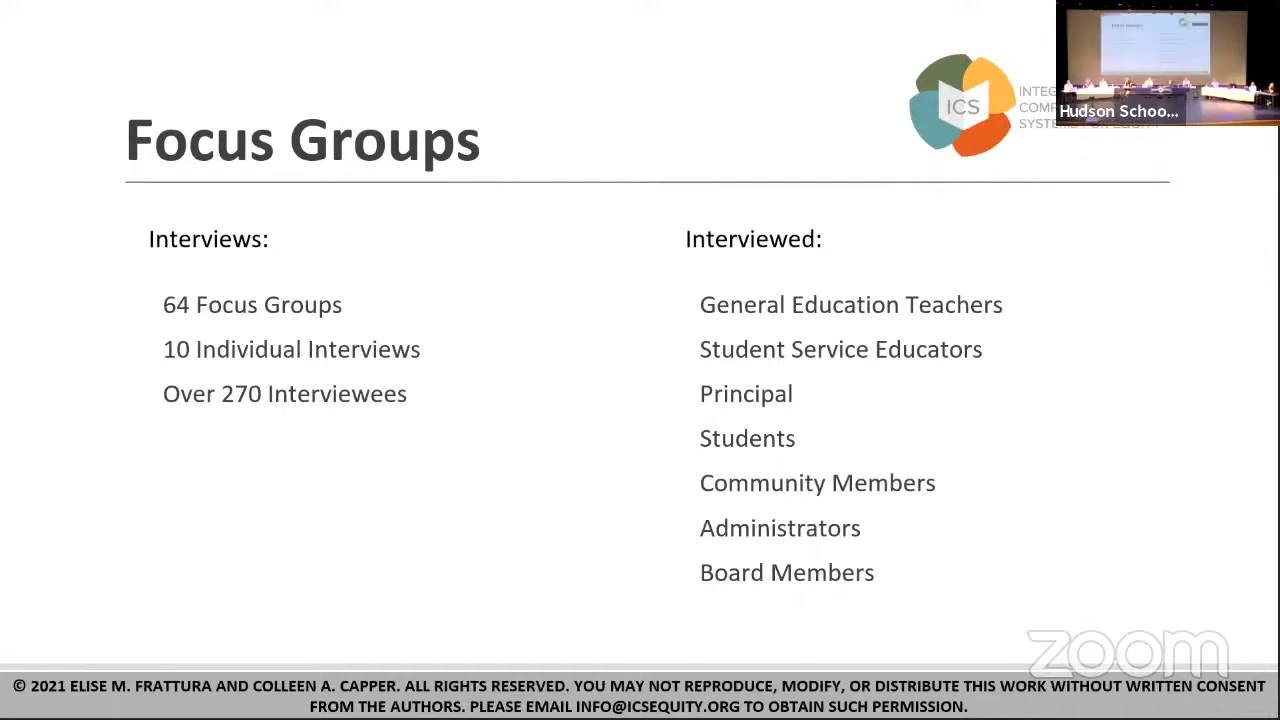 Focus Groups
ICS
Hudson Schoo...
Interviews:
64 Focus Groups
10 Individual Interviews
Over 270 Interviewees
Interviewed:
General Education Teachers
Student Service Educators
Principal
Students
Community Members
Administrators
Board Members
zoom
© 2021 ELISE M. FRATTURA AND COLLEEN A. CAPPER. ALL RIGHTS RESERVED. YOU MAY NOT REPRODUCE, MODIFY, OR DISTRIBUTE THIS WORK WITHOUT WRITTEN CONSENT
FROM THE AUTHORS. PLEASE EMAIL INFO@ICSEQUITY.ORG TO OBTAIN SUCH PERMISSION.